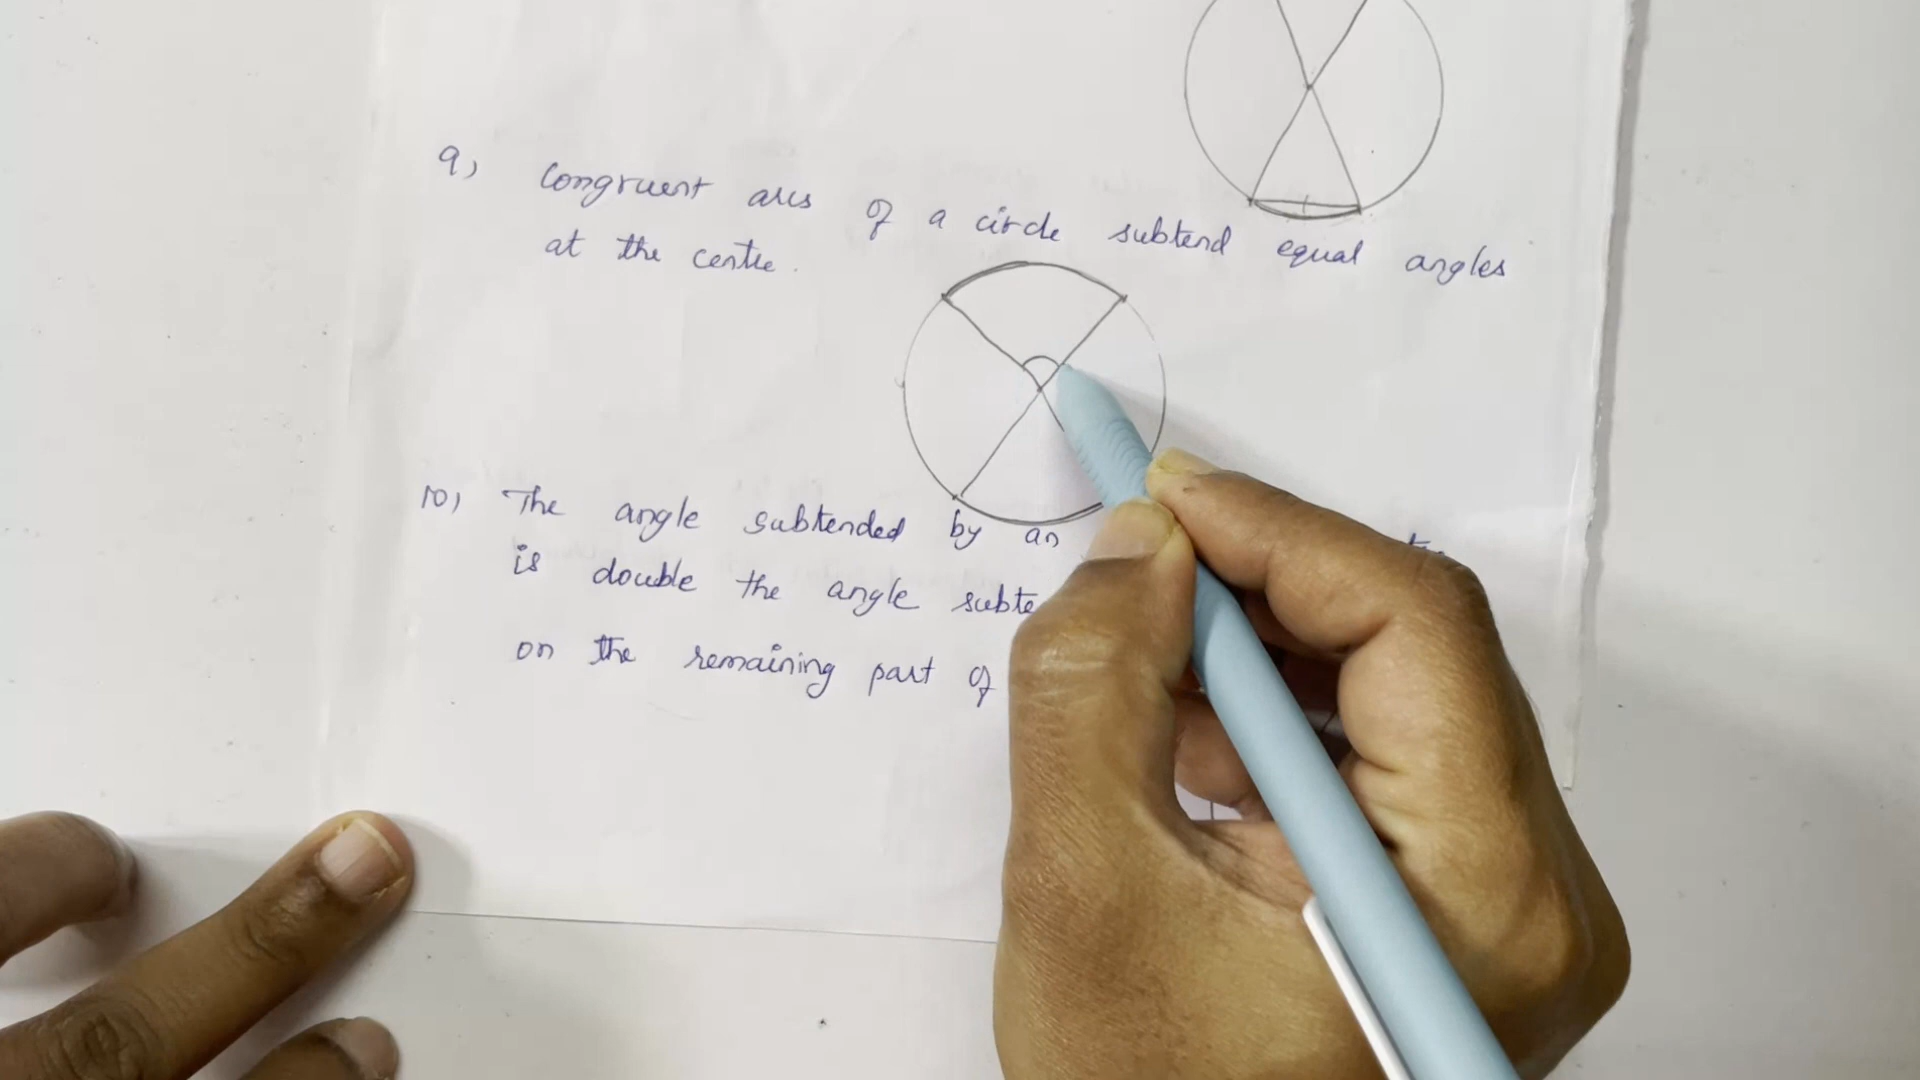 9) Congruent arcs of a circle subtend equal angles
at the centre.
10) The angle subtended by an
is double the angle subte
on the remaining part of